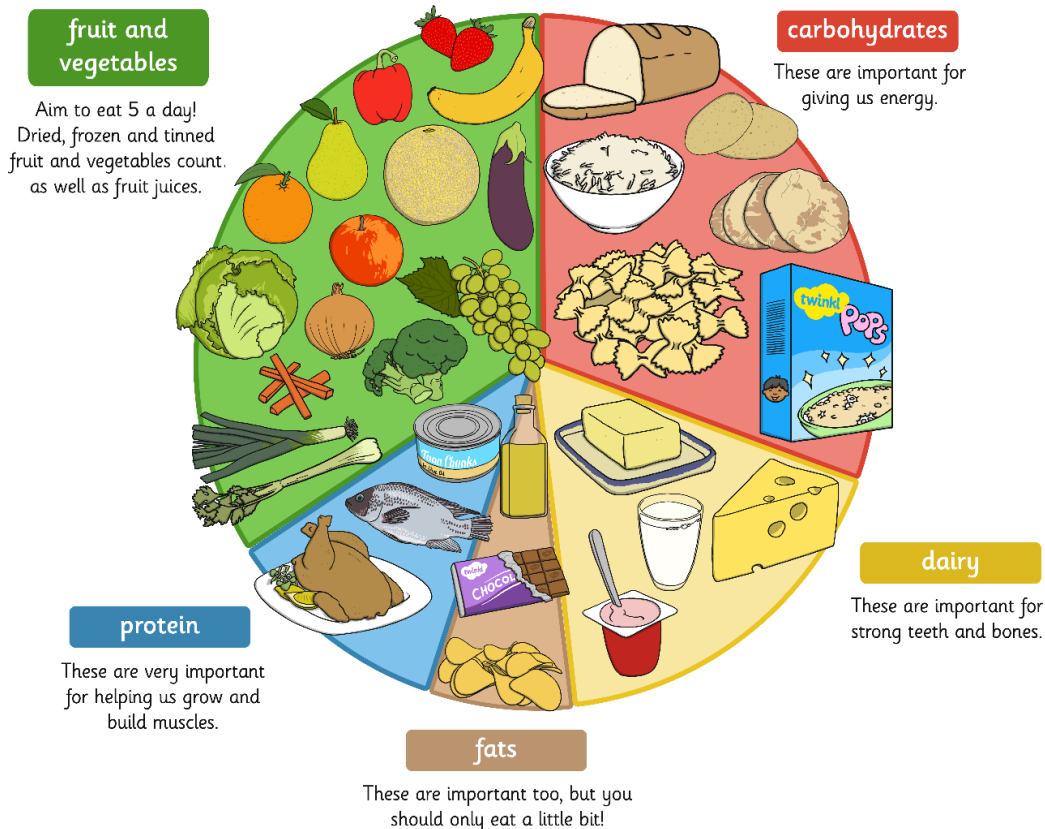 fruit and
vegetables
Aim to eat 5 a day!
Dried, frozen and tinned
fruit and vegetables count.
as well as fruit juices.
carbohydrates
These are important for
giving us energy.
twinkl
POPS
Tuna Chunks
twinkl
CHOCOL
dairy
These are important for
strong teeth and bones.
protein
These are very important
for helping us grow and
build muscles.
fats
These are important too, but you
should only eat a little bit!